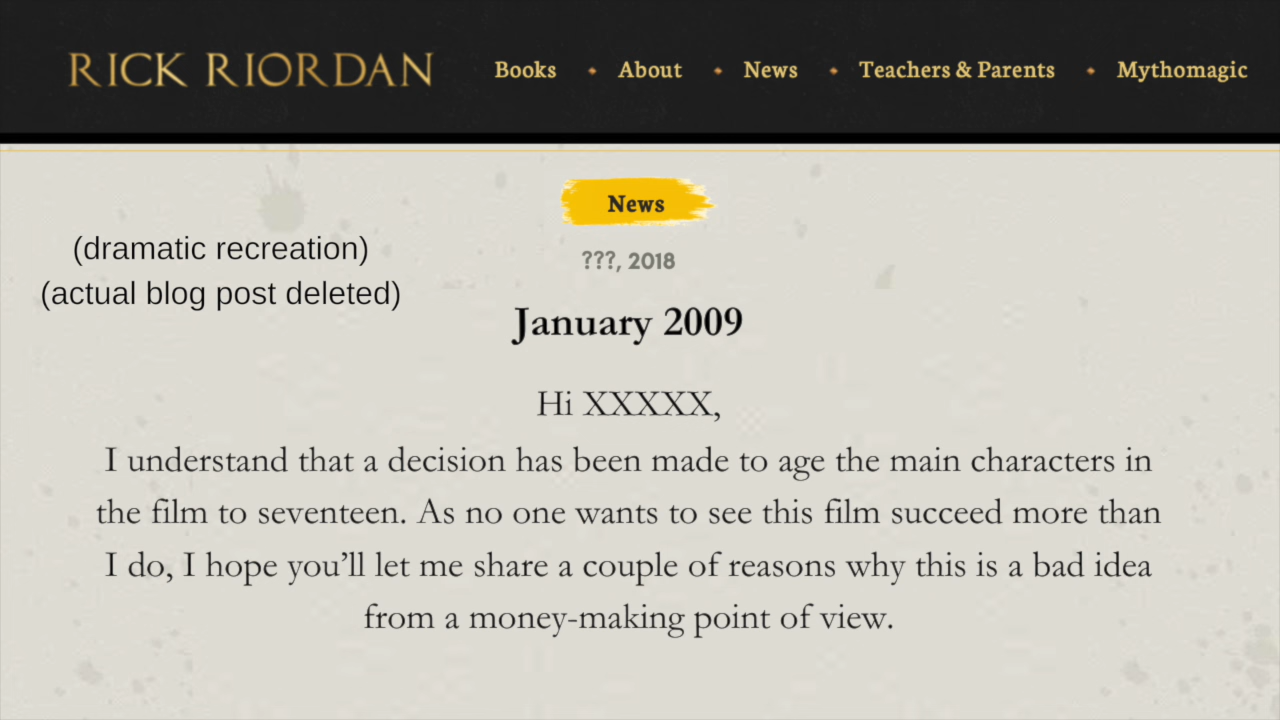 RICK RIORDAN Books About News Teachers & Parents Mythomagic
News
(dramatic recreation)
???, 2018
(actual blog post deleted)
January 2009
Hi XXXXX,
I understand that a decision has been made to age the main characters in
the film to seventeen. As no one wants to see this film succeed more than
I do, I hope you’ll let me share a couple of reasons why this is a bad idea
from a money-making point of view.